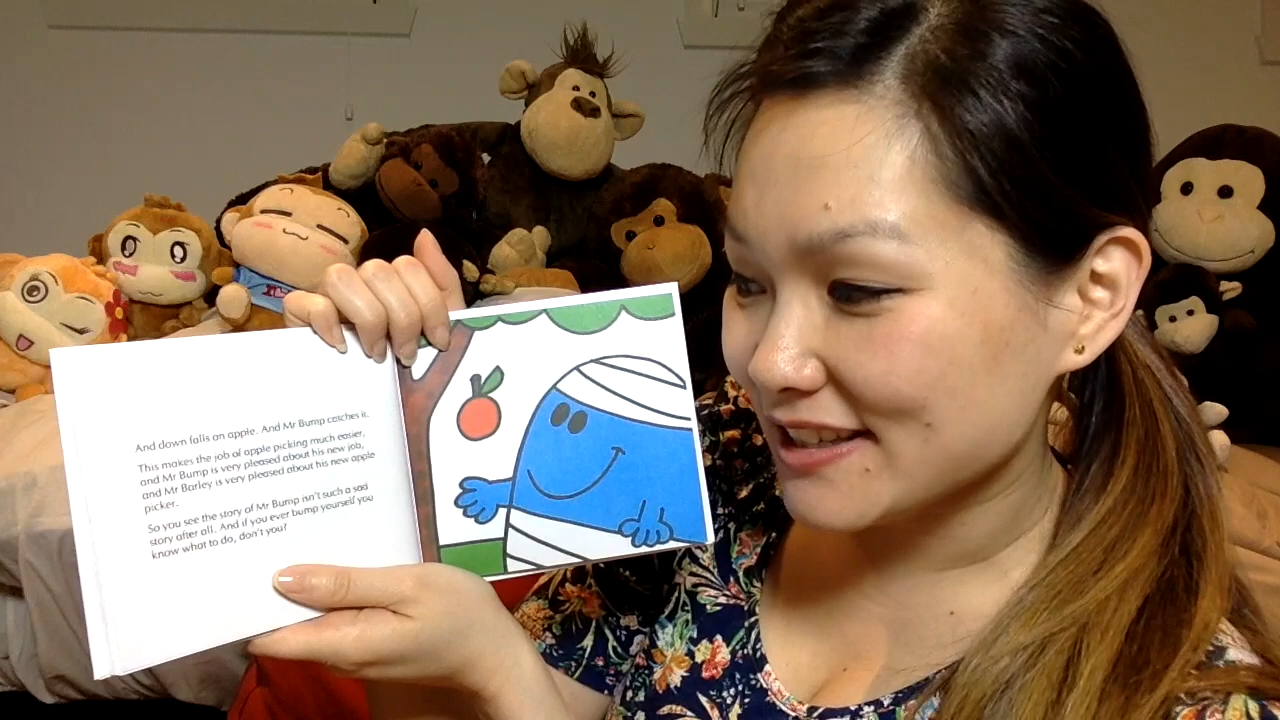 And down falls an apple. And Mr Bump catches it.
This makes the job of apple picking much easier,
and Mr Bump is very pleased about his new job,
and Mr Barley is very pleased about his new apple
picker.
So you see the story of Mr Bump isn't such a sad
story after all. And if you ever bump yourself you
know what to do, don't you?